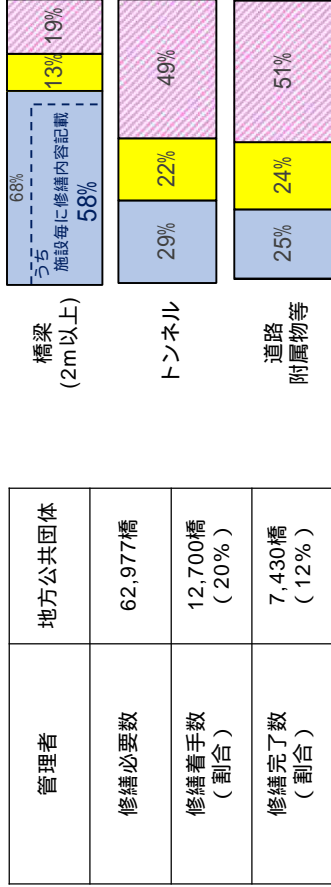 管理者
地方公共団体
修繕必要数
62,977橋
修繕着手数
（割合）
12,700橋
（20%）
修繕完了数
（割合）
7,430橋
（12%）
橋梁
(2m以上)
68%
うち
施設毎に修繕内容記載
58%
13%
19%
トンネル
29%
22%
49%
道路
附属物等
25%
24%
51%